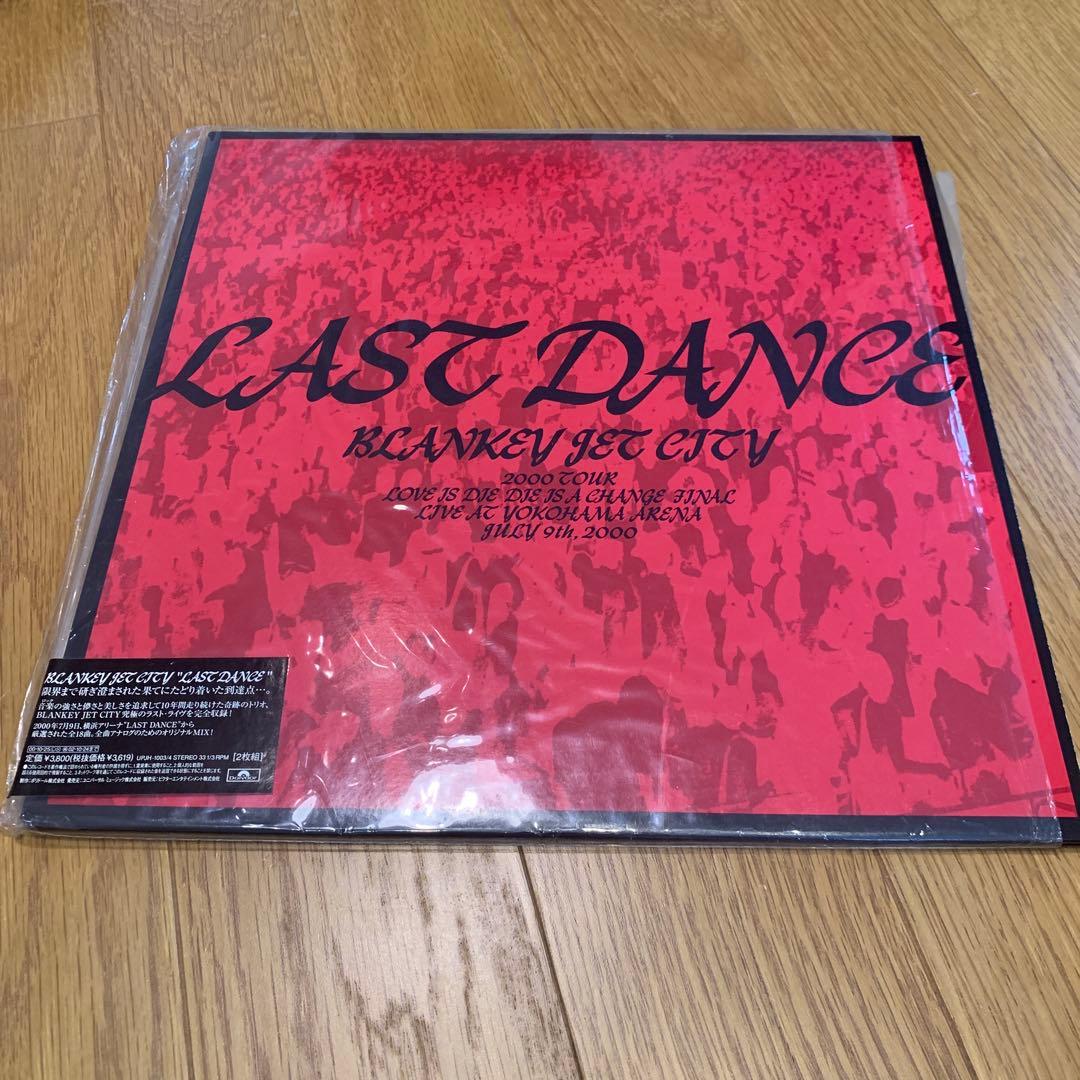 LAST DANCE
BLANKEY JET CITY
2000 TOUR
LOVE IS DIE DIE IS A CHANGE FINAL
LIVE AT YOKOHAMA ARENA
JULY 9th, 2000
BLANKEY JET CITY "LAST DANCE"
限界まで研ぎ澄まされた果てにたどり着いた到達点…。
音楽の強さと儚さと美しさを追求して10年間走り続けた奇跡のトリオ、
BLANKEY JET CITY究極のラスト・ライヴを完全収録！
2000年7月9日、横浜アリーナ"LAST DANCE"から
厳選された全18曲。全曲アナログのためのオリジナルMIX！
定価¥3,800(税抜価格¥3,619) UPJH-1003/4 STEREO 33 1/3 RPM [2枚組]